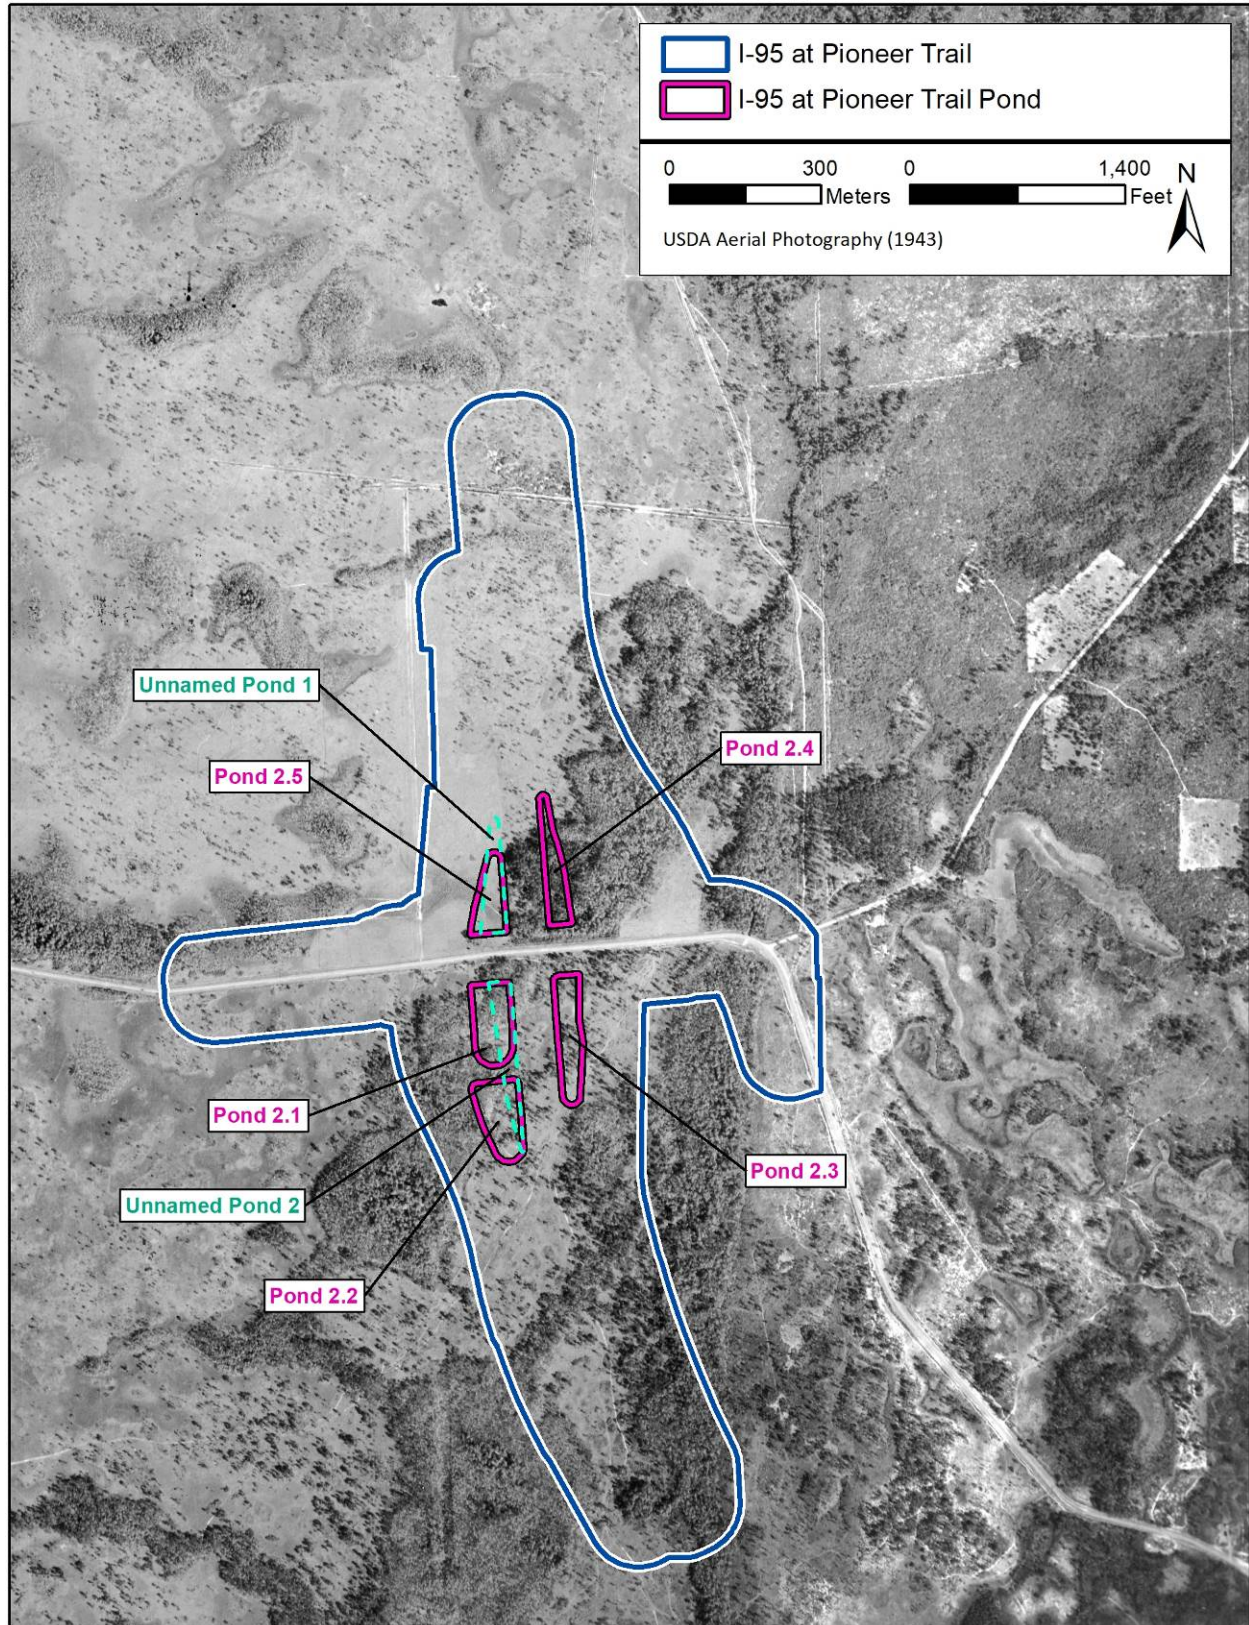 I-95 at Pioneer Trail
I-95 at Pioneer Trail Pond
0 300 0 1,400 N
Meters Feet
USDA Aerial Photography (1943)
Unnamed Pond 1
Pond 2.4
Pond 2.5
Pond 2.1
Pond 2.3
Unnamed Pond 2
Pond 2.2